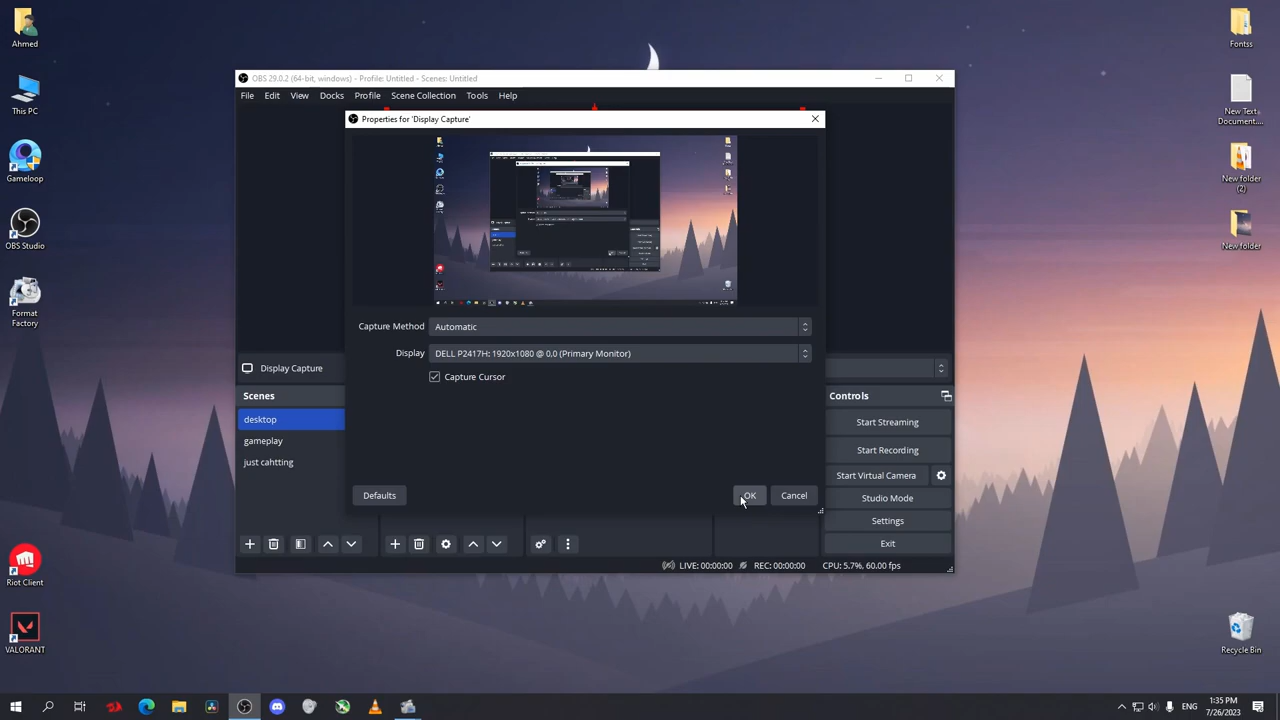 Ahmed
This PC
Gameloop
OBS Studio
Format
Factory
Riot Client
VALORANT
Fontss
New Text
Document....
New folder
(2)
New folder
Recycle Bin
OBS 29.0.2 (64-bit, windows) - Profile: Untitled - Scenes: Untitled
File Edit View Docks Profile Scene Collection Tools Help
Properties for 'Display Capture'
Capture Method Automatic
Display DELL P2417H: 1920x1080 @ 0,0 (Primary Monitor)
Capture Cursor
Defaults OK Cancel
Display Capture
Scenes
desktop
gameplay
just cahtting
Controls
Start Streaming
Start Recording
Start Virtual Camera
Studio Mode
Settings
Exit
LIVE: 00:00:00 REC: 00:00:00 CPU: 5.7%, 60.00 fps
ENG
1:35 PM
7/26/2023